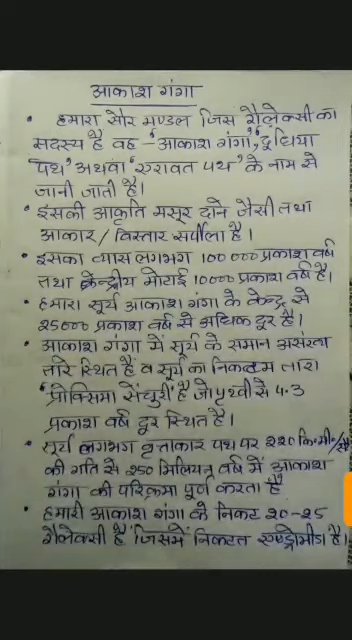 आकाश गंगा
• हमारा सौर मण्डल जिस गैलेक्सी का
सदस्य है वह -'आकाश गंगा', 'दुधिया
पथ' अथवा 'ऐरावत पथ' के नाम से
जानी जाती है।
• इसकी आकृति मसूर दाने जैसी तथा
आकार/विस्तार सर्पीला है।
• इसका व्यास लगभग 100000 प्रकाश वर्ष
तथा केन्द्रीय मोटाई 10000 प्रकाश वर्ष है।
• हमारा सूर्य आकाश गंगा के केन्द्र से
25000 प्रकाश वर्ष से अधिक दूर है।
• आकाश गंगा में सूर्य के समान असंख्य
तारे स्थित हैं व सूर्य का निकटतम तारा
'प्रोक्सिमा सेंचुरी' है जो पृथ्वी से 4.3
प्रकाश वर्ष दूर स्थित है।
• सूर्य लगभग वृत्ताकार पथ पर 220 कि.मी./से
की गति से 250 मिलियन वर्ष में आकाश
गंगा की परिक्रमा पूर्ण करता है
• हमारी आकाश गंगा के निकट 20-25
गैलेक्सी हैं जिसमें निकटत एण्ड्रोमीडा है।